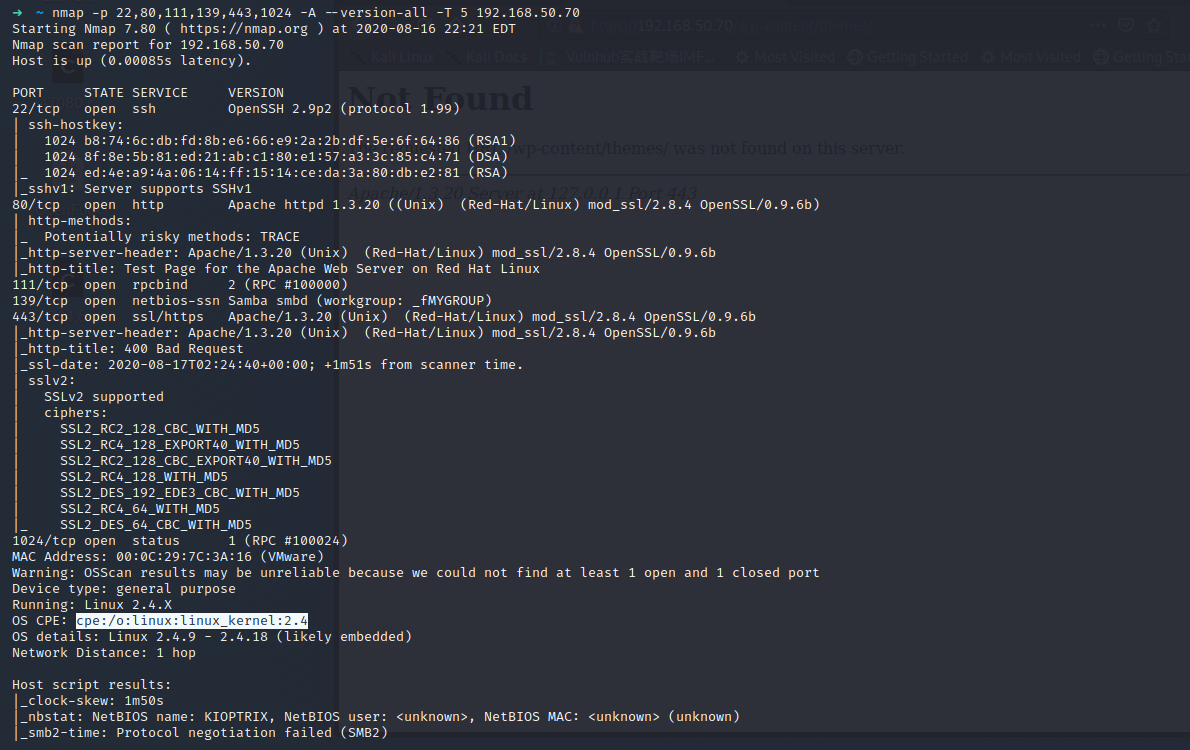 → ~ nmap -p 22,80,111,139,443,1024 -A --version-all -T 5 192.168.50.70
Starting Nmap 7.80 ( https://nmap.org ) at 2020-08-16 22:21 EDT
Nmap scan report for 192.168.50.70
Host is up (0.00085s latency).
PORT     STATE SERVICE     VERSION
22/tcp   open  ssh         OpenSSH 2.9p2 (protocol 1.99)
| ssh-hostkey:
|   1024 b8:74:6c:db:fd:8b:e6:66:e9:2a:2b:df:5e:6f:64:86 (RSA1)
|   1024 8f:8e:5b:81:ed:21:ab:c1:80:e1:57:a3:3c:85:c4:71 (DSA)
|_  1024 ed:4e:a9:4a:06:14:ff:15:14:ce:da:3a:80:db:e2:81 (RSA)
|_sshv1: Server supports SSHv1
80/tcp   open  http        Apache httpd 1.3.20 ((Unix)  (Red-Hat/Linux) mod_ssl/2.8.4 OpenSSL/0.9.6b)
| http-methods:
|_  Potentially risky methods: TRACE
|_http-server-header: Apache/1.3.20 (Unix)  (Red-Hat/Linux) mod_ssl/2.8.4 OpenSSL/0.9.6b
|_http-title: Test Page for the Apache Web Server on Red Hat Linux
111/tcp  open  rpcbind     2 (RPC #100000)
139/tcp  open  netbios-ssn Samba smbd (workgroup: _fMYGROUP)
443/tcp  open  ssl/https   Apache/1.3.20 (Unix)  (Red-Hat/Linux) mod_ssl/2.8.4 OpenSSL/0.9.6b
|_http-server-header: Apache/1.3.20 (Unix)  (Red-Hat/Linux) mod_ssl/2.8.4 OpenSSL/0.9.6b
|_http-title: 400 Bad Request
|_ssl-date: 2020-08-17T02:24:40+00:00; +1m51s from scanner time.
| sslv2:
|   SSLv2 supported
|   ciphers:
|     SSL2_RC2_128_CBC_WITH_MD5
|     SSL2_RC4_128_EXPORT40_WITH_MD5
|     SSL2_RC2_128_CBC_EXPORT40_WITH_MD5
|     SSL2_RC4_128_WITH_MD5
|     SSL2_DES_192_EDE3_CBC_WITH_MD5
|     SSL2_RC4_64_WITH_MD5
|_    SSL2_DES_64_CBC_WITH_MD5
1024/tcp open  status      1 (RPC #100024)
MAC Address: 00:0C:29:7C:3A:16 (VMware)
Warning: OSScan results may be unreliable because we could not find at least 1 open and 1 closed port
Device type: general purpose
Running: Linux 2.4.X
OS CPE: cpe:/o:linux:linux_kernel:2.4
OS details: Linux 2.4.9 - 2.4.18 (likely embedded)
Network Distance: 1 hop
Host script results:
|_clock-skew: 1m50s
|_nbstat: NetBIOS name: KIOPTRIX, NetBIOS user: <unknown>, NetBIOS MAC: <unknown> (unknown)
|_smb2-time: Protocol negotiation failed (SMB2)
192.168.50.70
Kali Linux Kali Docs Most Visited Getting Started Most Visited Getting Star
Not Found
wp-content/themes/ was not found on this server.
Apache/1.3.20 Server at 127.0.0.1 Port 443